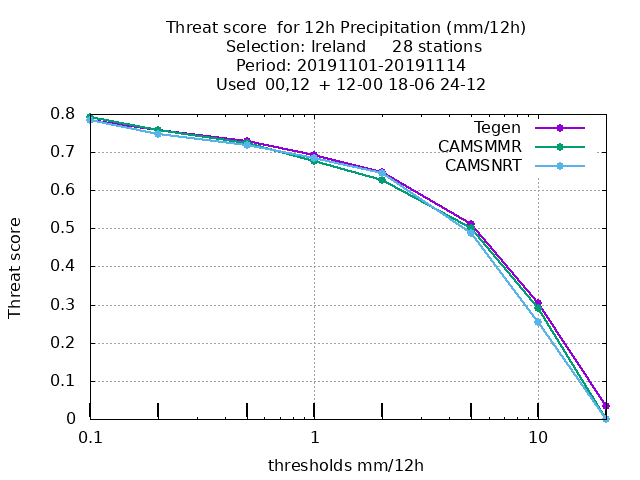 Threat score  for 12h Precipitation (mm/12h)
Selection: Ireland     28 stations
Period: 20191101-20191114
Used  00,12  + 12-00 18-06 24-12
Tegen
CAMSMMR
CAMSNRT
Threat score
0.8
0.7
0.6
0.5
0.4
0.3
0.2
0.1
0
0.1 1 10
thresholds mm/12h